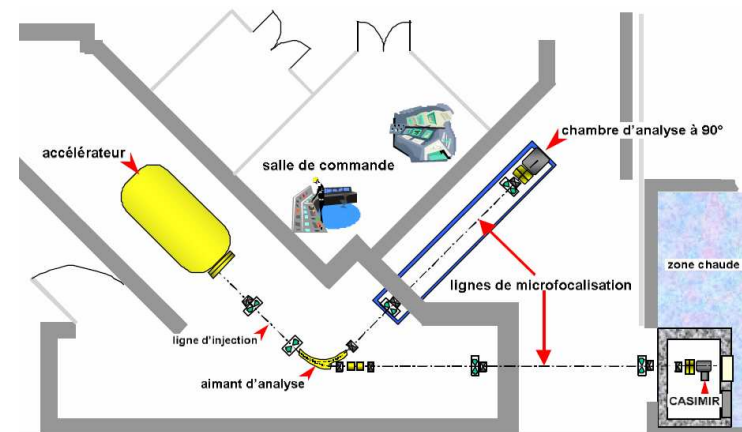 chambre d'analyse à 90°
accélérateur
salle de commande
zone chaude
lignes de microfocalisation
ligne d'injection
aimant d'analyse
CASIMIR